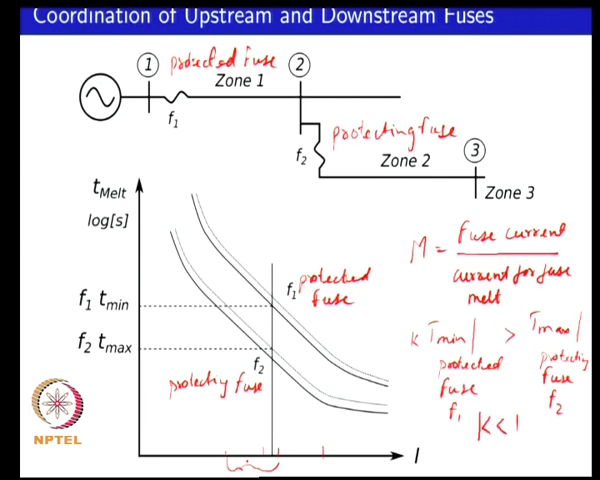 Coordination of Upstream and Downstream Fuses
1 protected fuse 2
Zone 1
f1
protecting fuse
f2
Zone 2
3
Zone 3
tMelt
log[s]
M = Fuse current
current for fuse
melt
f1 protected
fuse
f1 tmin
f2 tmax
K Tmin| > Tmax|
protected protecting
fuse fuse
f1 f2
K<1
f2
protecting fuse
I
NPTEL